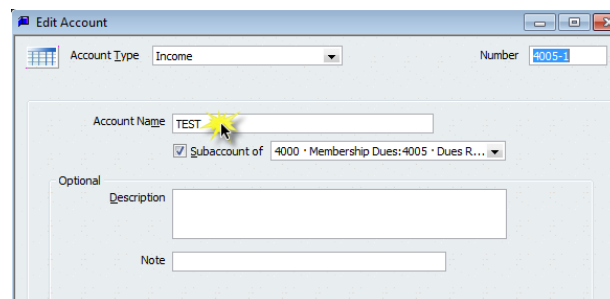 Edit Account
Account Type Income Number 4005-1
Account Name TEST
Subaccount of 4000 · Membership Dues:4005 · Dues R...
Optional
Description
Note